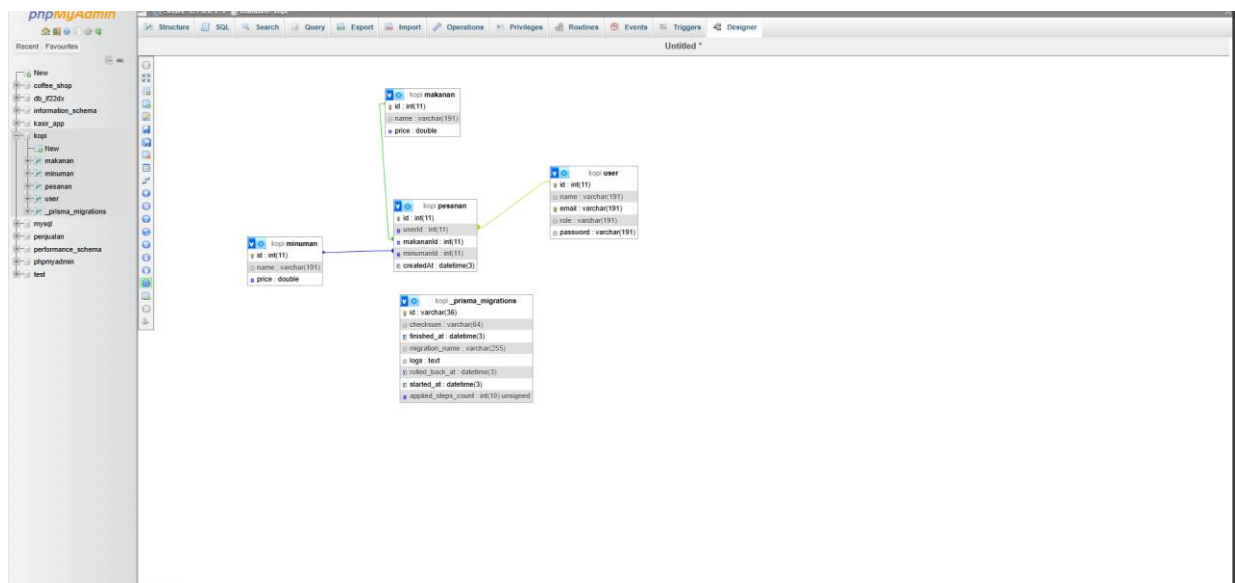 phpMyAdmin
Structure SQL Search Query Export Import Operations Privileges Routines Events Triggers Designer
Recent Favourites
Untitled *
New
coffee_shop
db_if22dx
information_schema
kasir_app
kopi
New
makanan
minuman
pesanan
user
_prisma_migrations
mysql
penjualan
performance_schema
phpmyadmin
test
kopi makanan
id : int(11)
name : varchar(191)
price : double
kopi user
id : int(11)
name : varchar(191)
email : varchar(191)
role : varchar(191)
password : varchar(191)
kopi pesanan
id : int(11)
userId : int(11)
makananId : int(11)
minumanId : int(11)
createdAt : datetime(3)
kopi minuman
id : int(11)
name : varchar(191)
price : double
kopi _prisma_migrations
id : varchar(36)
checksum : varchar(64)
finished_at : datetime(3)
migration_name : varchar(255)
logs : text
rolled_back_at : datetime(3)
started_at : datetime(3)
applied_steps_count : int(10) unsigned